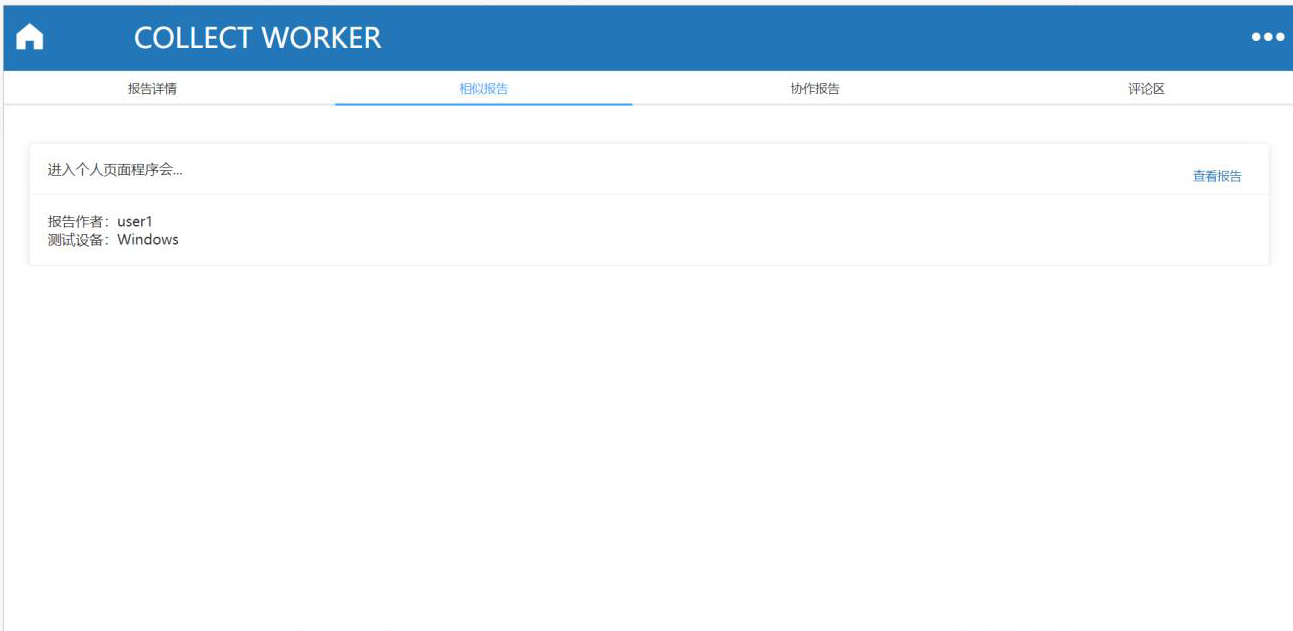 COLLECT WORKER
报告详情 相似报告 协作报告 评论区
进入个人页面程序会...
查看报告
报告作者：user1
测试设备：Windows